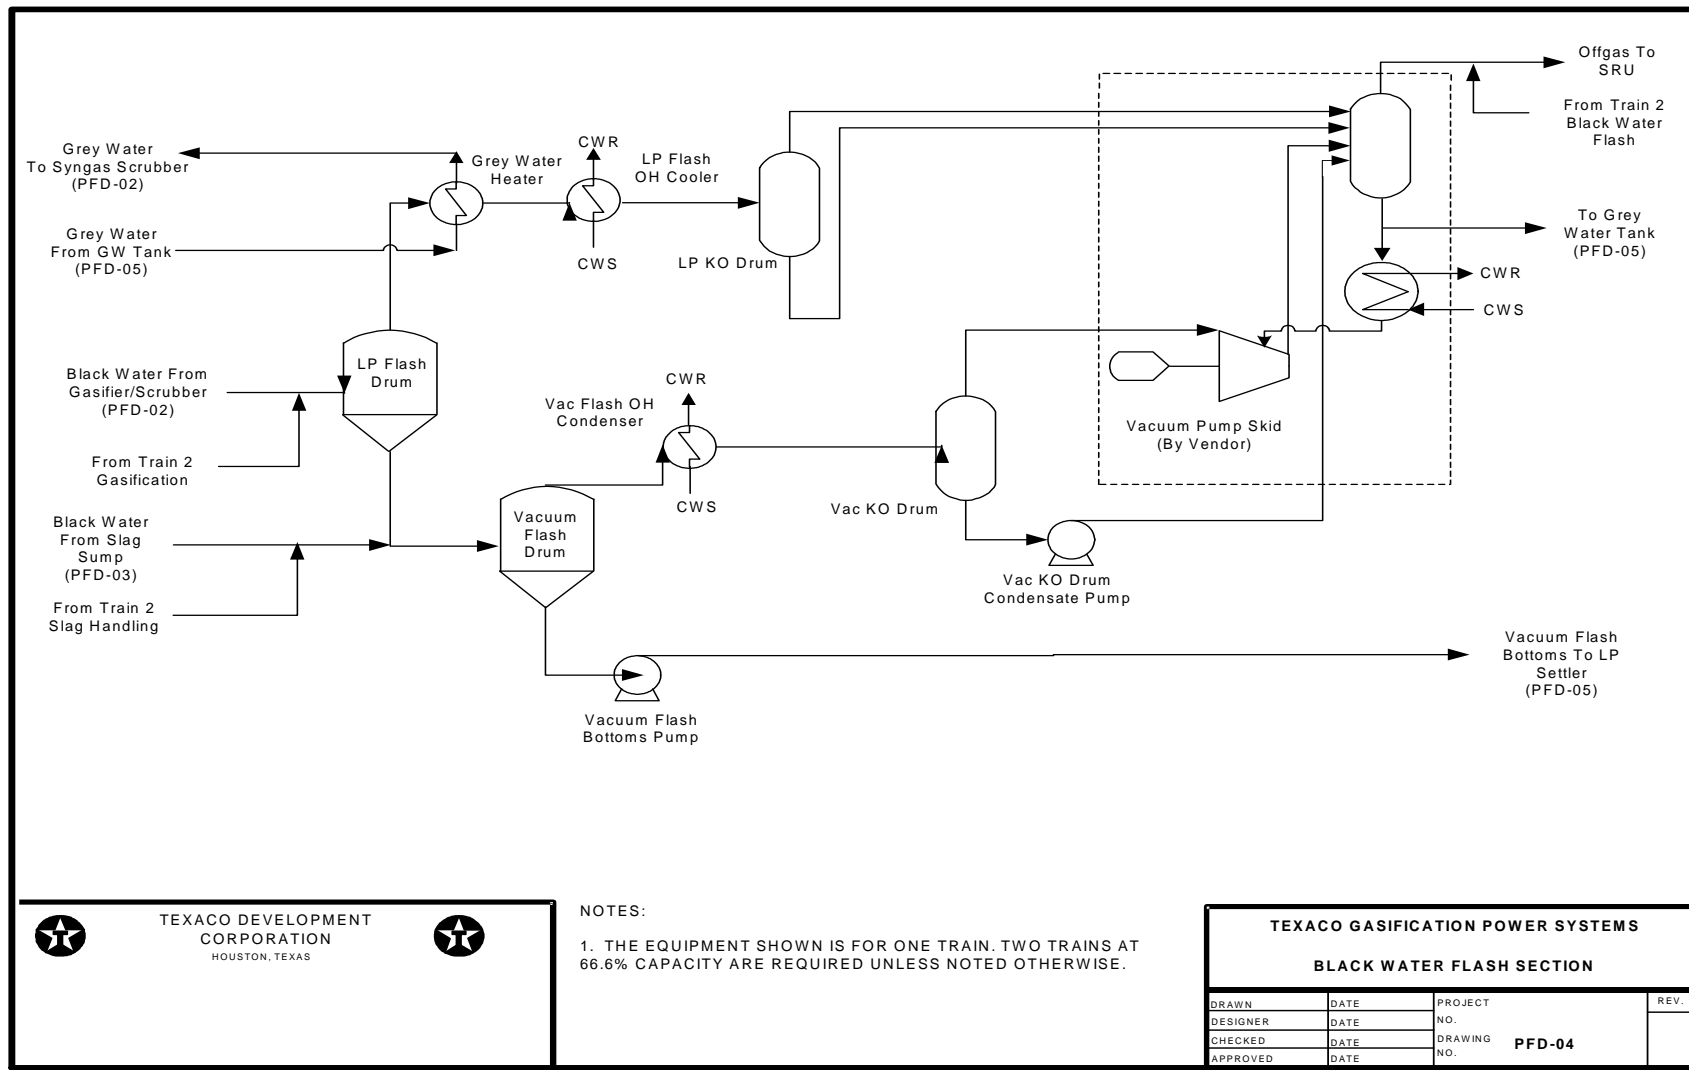 Offgas To
SRU
From Train 2
Black Water
Flash
Grey Water
To Syngas Scrubber
(PFD-02)
Grey Water
Heater
CWR
LP Flash
OH Cooler
Grey Water
From GW Tank
(PFD-05)
CWS
LP KO Drum
To Grey
Water Tank
(PFD-05)
CWR
CWS
LP Flash
Drum
Black Water From
Gasifier/Scrubber
(PFD-02)
CWR
Vac Flash OH
Condenser
Vacuum Pump Skid
(By Vendor)
From Train 2
Gasification
CWS
Vac KO Drum
Black Water
From Slag
Sump
(PFD-03)
Vacuum
Flash
Drum
Vac KO Drum
Condensate Pump
From Train 2
Slag Handling
Vacuum Flash
Bottoms To LP
Settler
(PFD-05)
Vacuum Flash
Bottoms Pump
TEXACO DEVELOPMENT
CORPORATION
HOUSTON, TEXAS
NOTES:
1. THE EQUIPMENT SHOWN IS FOR ONE TRAIN. TWO TRAINS AT
66.6% CAPACITY ARE REQUIRED UNLESS NOTED OTHERWISE.
TEXACO GASIFICATION POWER SYSTEMS
BLACK WATER FLASH SECTION
DRAWN DATE PROJECT REV.
DESIGNER DATE NO.
CHECKED DATE DRAWING PFD-04
APPROVED DATE NO.